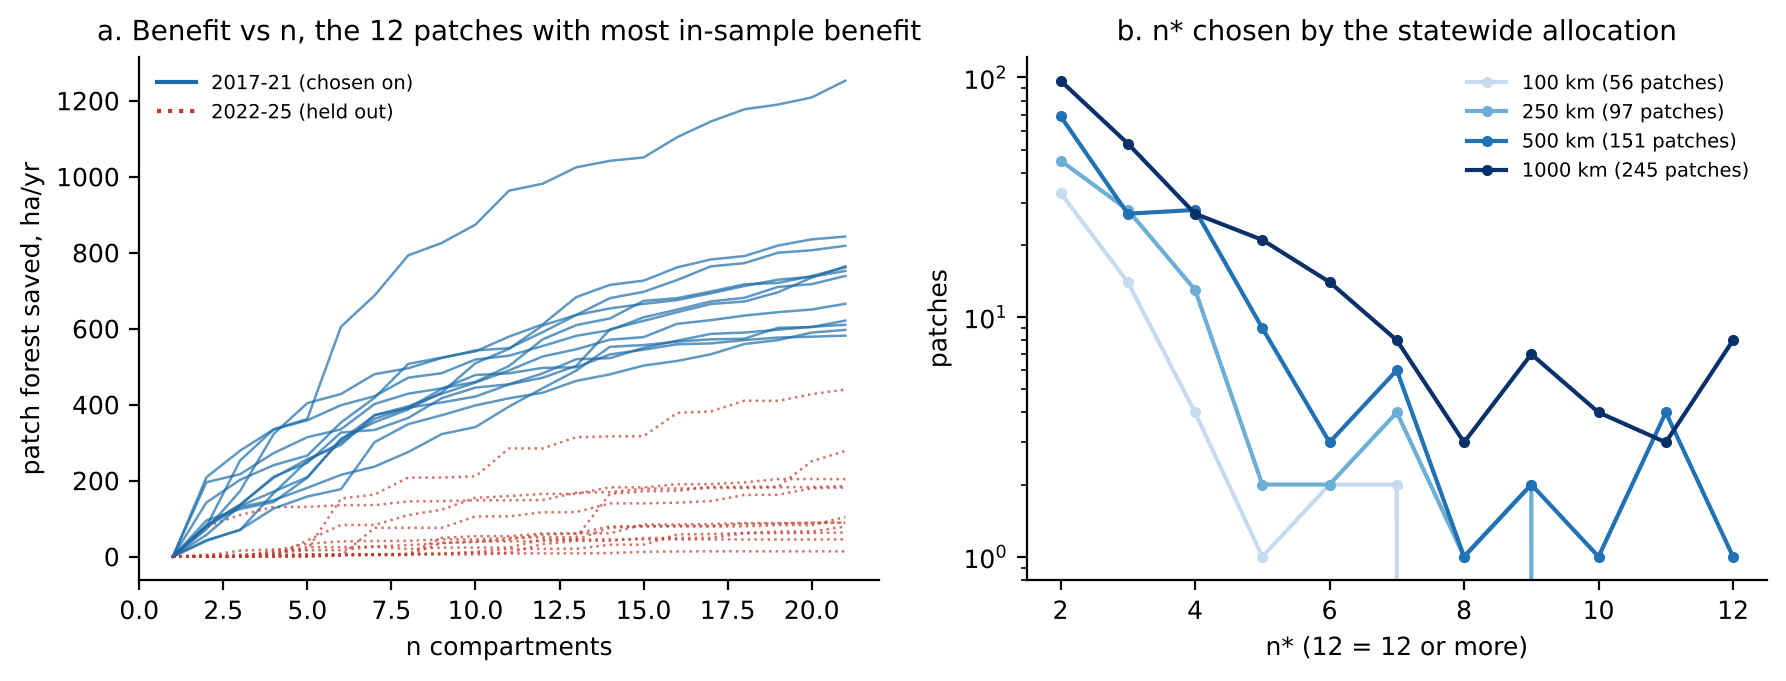 a. Benefit vs n, the 12 patches with most in-sample benefit
2017-21 (chosen on)
2022-25 (held out)
patch forest saved, ha/yr
1200
1000
800
600
400
200
0
0.0 2.5 5.0 7.5 10.0 12.5 15.0 17.5 20.0
n compartments
b. n* chosen by the statewide allocation
100 km (56 patches)
250 km (97 patches)
500 km (151 patches)
1000 km (245 patches)
patches
10²
10¹
10⁰
2 4 6 8 10 12
n* (12 = 12 or more)